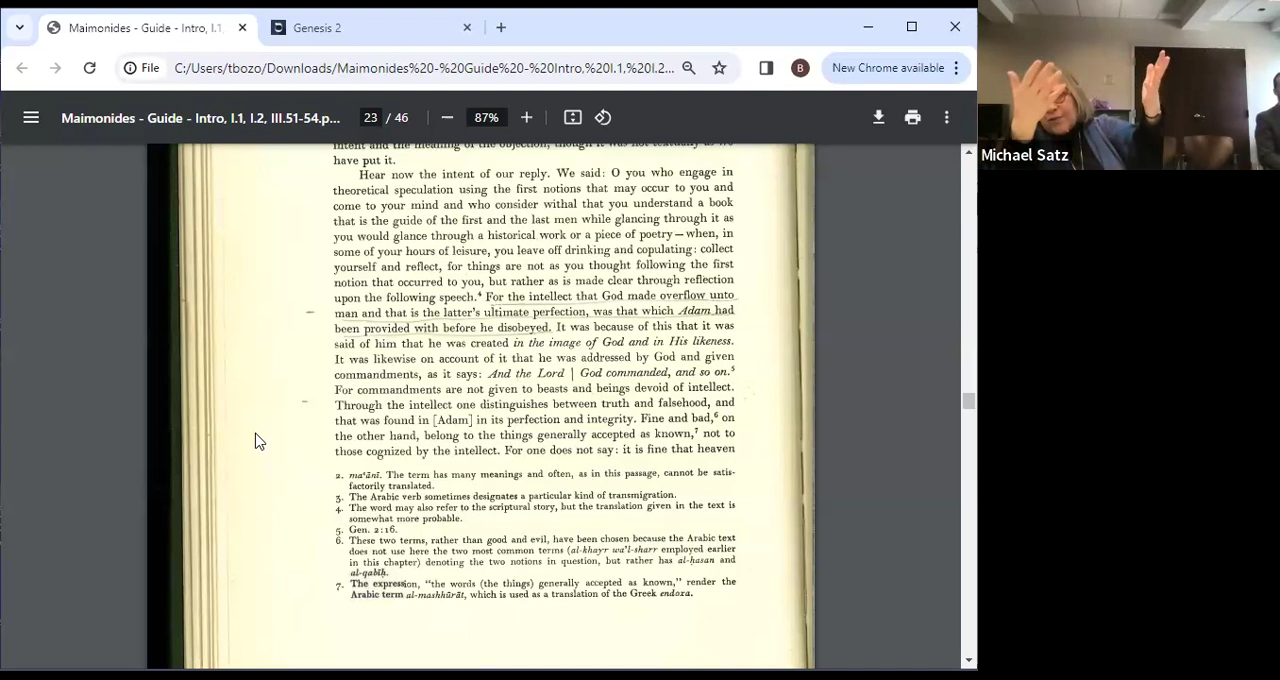 Maimonides - Guide - Intro, I.1,
Genesis 2
File
C:/Users/tbozo/Downloads/Maimonides%20-%20Guide%20-%20Intro,%20I.1,%20I.2...
B
New Chrome available
Maimonides - Guide - Intro, I.1, I.2, III.51-54.p...
23 / 46
87%
intent and the meaning of the objection, though it was not textually as we
have put it.
Hear now the intent of our reply. We said: O you who engage in
theoretical speculation using the first notions that may occur to you and
come to your mind and who consider withal that you understand a book
that is the guide of the first and the last men while glancing through it as
you would glance through a historical work or a piece of poetry—when, in
some of your hours of leisure, you leave off drinking and copulating: collect
yourself and reflect, for things are not as you thought following the first
notion that occurred to you, but rather as is made clear through reflection
upon the following speech.⁴ For the intellect that God made overflow unto
man and that is the latter's ultimate perfection, was that which Adam had
been provided with before he disobeyed. It was because of this that it was
said of him that he was created in the image of God and in His likeness.
It was likewise on account of it that he was addressed by God and given
commandments, as it says: And the Lord | God commanded, and so on.⁵
For commandments are not given to beasts and beings devoid of intellect.
Through the intellect one distinguishes between truth and falsehood, and
that was found in [Adam] in its perfection and integrity. Fine and bad,⁶ on
the other hand, belong to the things generally accepted as known,⁷ not to
those cognized by the intellect. For one does not say: it is fine that heaven
2. ma'ānī. The term has many meanings and often, as in this passage, cannot be satis-
factorily translated.
3. The Arabic verb sometimes designates a particular kind of transmigration.
4. The word may also refer to the scriptural story, but the translation given in the text is
somewhat more probable.
5. Gen. 2:16.
6. These two terms, rather than good and evil, have been chosen because the Arabic text
does not use here the two most common terms (al-khayr wa'l-sharr employed earlier
in this chapter) denoting the two notions in question, but rather has al-ḥasan and
al-qabīḥ.
7. The expression, "the words (the things) generally accepted as known," render the
Arabic term al-mashhūrāt, which is used as a translation of the Greek endoxa.
Michael Satz